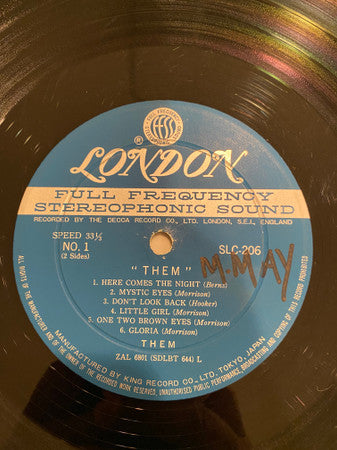 FULL FREQUENCY RANGE
ffss
LONDON
®
FULL FREQUENCY
STEREOPHONIC SOUND
RECORDED BY THE DECCA RECORD CO., LTD. LONDON, S.E.I., ENGLAND
SPEED 33⅓
NO. 1
(2 Sides)
SLC-206
M.MAY
"THEM"
1. HERE COMES THE NIGHT (Berns)
2. MYSTIC EYES (Morrison)
3. DON'T LOOK BACK (Hooker)
4. LITTLE GIRL (Morrison)
5. ONE TWO BROWN EYES (Morrison)
6. GLORIA (Morrison)
THEM
ZAL 6801 (SDLBT 644) L
MANUFACTURED BY KING RECORD CO., LTD. TOKYO, JAPAN
ALL RIGHTS OF THE MANUFACTURER AND OF THE OWNER OF THE RECORDED WORK RESERVED. UNAUTHORISED PUBLIC PERFORMANCE, BROADCASTING AND COPYING OF THIS RECORD PROHIBITED